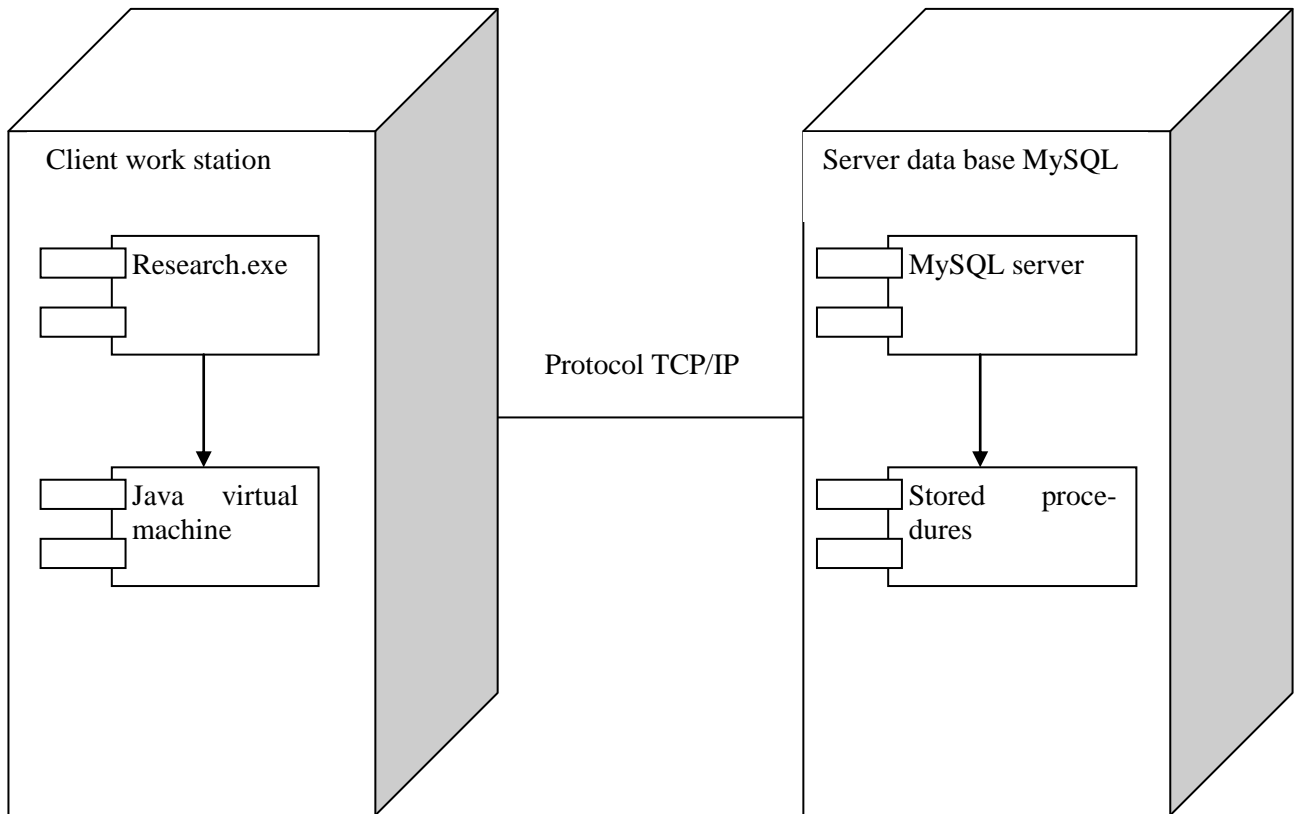 Client work station
Research.exe
Java virtual
machine
Protocol TCP/IP
Server data base MySQL
MySQL server
Stored proce-
dures